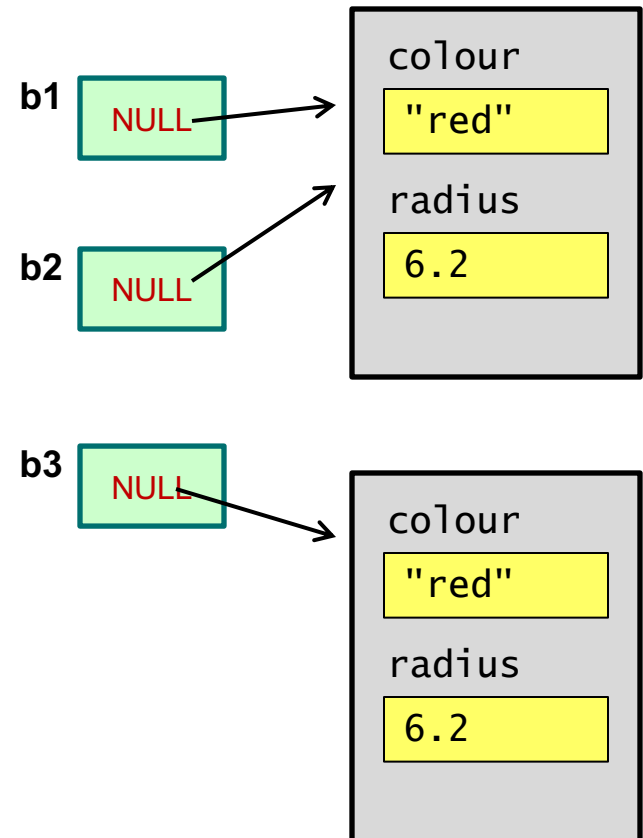 b1
NULL
b2
NULL
colour
"red"
radius
6.2
b3
NULL
colour
"red"
radius
6.2